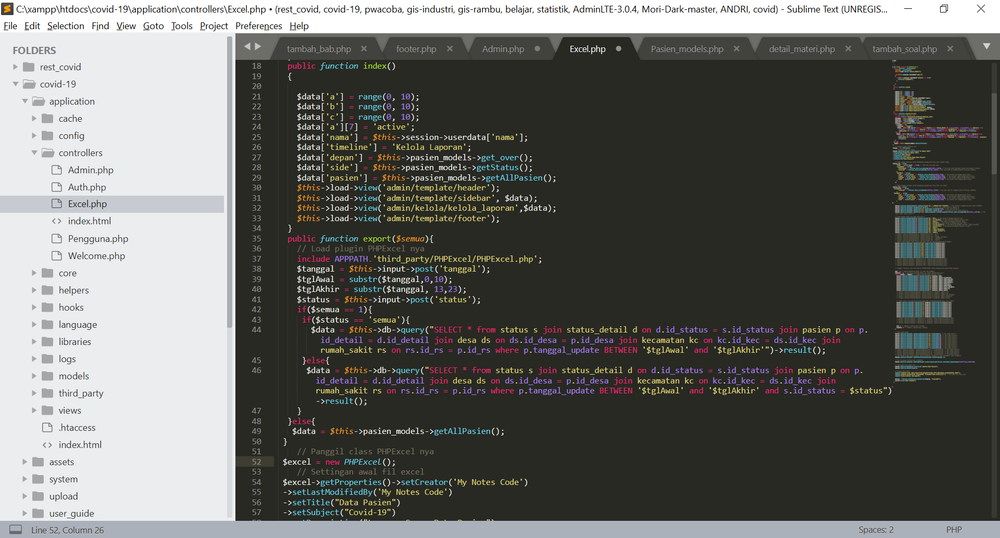 C:\xampp\htdocs\covid-19\application\controllers\Excel.php • (rest_covid, covid-19, pwacoba, gis-industri, gis-rambu, belajar, statistik, AdminLTE-3.0.4, Mori-Dark-master, ANDRI, covid) - Sublime Text (UNREGIS...
File Edit Selection Find View Goto Tools Project Preferences Help
FOLDERS
rest_covid
covid-19
application
cache
config
controllers
Admin.php
Auth.php
Excel.php
index.html
Pengguna.php
Welcome.php
core
helpers
hooks
language
libraries
logs
models
third_party
views
.htaccess
index.html
assets
system
upload
user_guide
tambah_bab.php footer.php Admin.php Excel.php Pasien_models.php detail_materi.php tambah_soal.php
18 public function index()
19 {
20
21 $data['a'] = range(0, 10);
22 $data['b'] = range(0, 10);
23 $data['c'] = range(0, 10);
24 $data['a'][7] = 'active';
25 $data['nama'] = $this->session->userdata['nama'];
26 $data['timeline'] = 'Kelola Laporan';
27 $data['depan'] = $this->pasien_models->get_over();
28 $data['side'] = $this->pasien_models->getStatus();
29 $data['pasien'] = $this->pasien_models->getAllPasien();
30 $this->load->view('admin/template/header');
31 $this->load->view('admin/template/sidebar', $data);
32 $this->load->view('admin/kelola/kelola_laporan',$data);
33 $this->load->view('admin/template/footer');
34 }
35 public function export($semua){
36 // Load plugin PHPExcel nya
37 include APPPATH.'third_party/PHPExcel/PHPExcel.php';
38 $tanggal = $this->input->post('tanggal');
39 $tglAwal = substr($tanggal,0,10);
40 $tglAkhir = substr($tanggal, 13,23);
41 $status = $this->input->post('status');
42 if($semua == 1){
43 if($status == 'semua'){
44 $data = $this->db->query("SELECT * from status s join status_detail d on d.id_status = s.id_status join pasien p on p.
id_detail = d.id_detail join desa ds on ds.id_desa = p.id_desa join kecamatan kc on kc.id_kec = ds.id_kec join
rumah_sakit rs on rs.id_rs = p.id_rs where p.tanggal_update BETWEEN '$tglAwal' and '$tglAkhir'")->result();
45 }else{
46 $data = $this->db->query("SELECT * from status s join status_detail d on d.id_status = s.id_status join pasien p on p.
id_detail = d.id_detail join desa ds on ds.id_desa = p.id_desa join kecamatan kc on kc.id_kec = ds.id_kec join
rumah_sakit rs on rs.id_rs = p.id_rs where p.tanggal_update BETWEEN '$tglAwal' and '$tglAkhir' and s.id_status = $status")
->result();
47 }
48 }else{
49 $data = $this->pasien_models->getAllPasien();
50 }
51 // Panggil class PHPExcel nya
52 $excel = new PHPExcel();
53 // Settingan awal fil excel
54 $excel->getProperties()->setCreator('My Notes Code')
55 ->setLastModifiedBy('My Notes Code')
56 ->setTitle("Data Pasien")
57 ->setSubject("Covid-19")
Line 52, Column 26
Spaces: 2
PHP